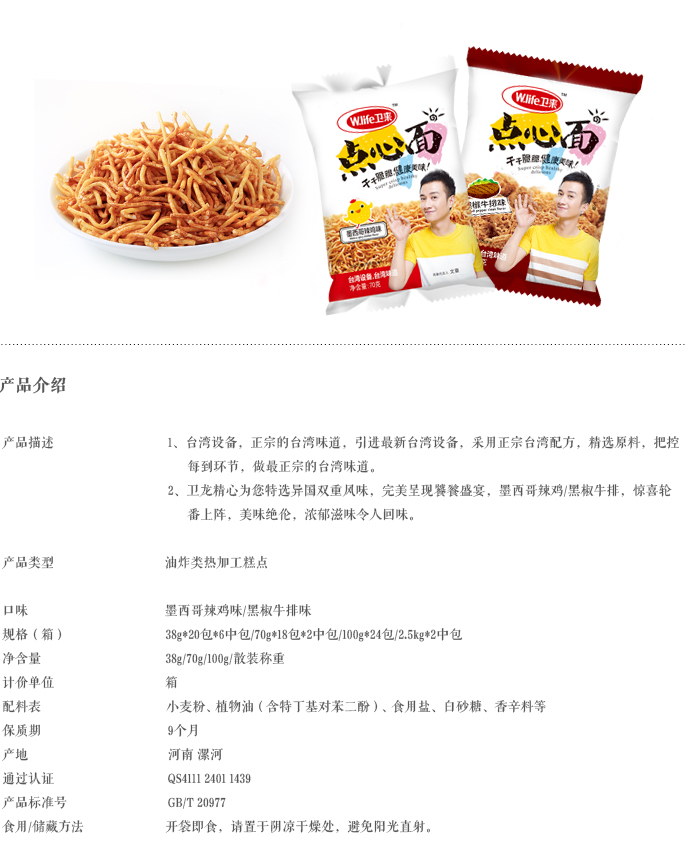 W.life卫来 TM
点心面
干干脆脆,健康美味!
Super crisp healthy
delicious
墨西哥辣鸡味
台湾设备.台湾味道
净含量: 70克
W.life卫来 TM
点心面
干干脆脆,健康美味!
Super crisp healthy
delicious
黑椒牛排味
台湾味道
产品介绍
产品描述 1、台湾设备，正宗的台湾味道，引进最新台湾设备，采用正宗台湾配方，精选原料，把控
每到环节，做最正宗的台湾味道。
2、卫龙精心为您特选异国双重风味，完美呈现饕餮盛宴，墨西哥辣鸡/黑椒牛排，惊喜轮
番上阵，美味绝伦，浓郁滋味令人回味。
产品类型 油炸类热加工糕点
口味 墨西哥辣鸡味/黑椒牛排味
规格（箱） 38g*20包*6中包/70g*18包*2中包/100g*24包/2.5kg*2中包
净含量 38g/70g/100g/散装称重
计份单位 箱
配料表 小麦粉、植物油（含特丁基对苯二酚）、食用盐、白砂糖、香辛料等
保质期 9个月
产地 河南 漯河
通过认证 QS4111 2401 1439
产品标准号 GB/T 20977
食用/储藏方法 开袋即食，请置于阴凉干燥处，避免阳光直射。